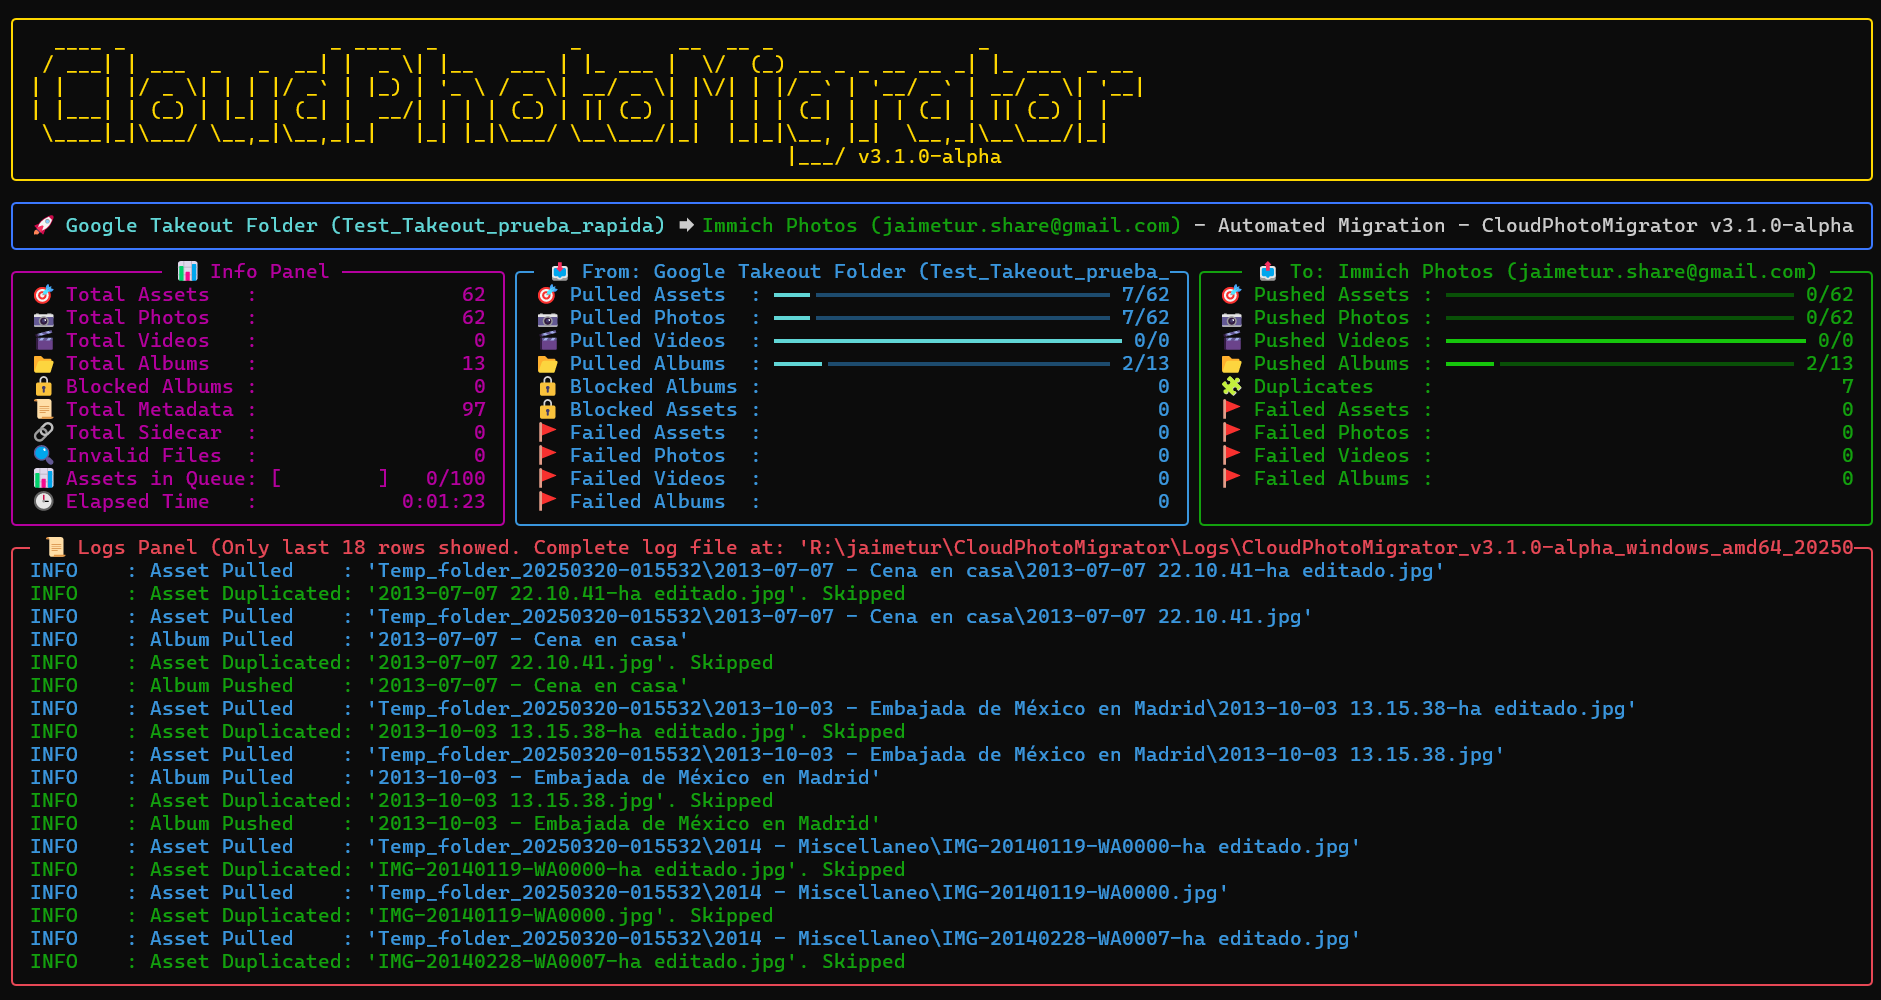 CloudPhotoMigrator
v3.1.0-alpha
🚀 Google Takeout Folder (Test_Takeout_prueba_rapida) ➡ Immich Photos (jaimetur.share@gmail.com) - Automated Migration - CloudPhotoMigrator v3.1.0-alpha
📊 Info Panel
🎯 Total Assets : 62
📷 Total Photos : 62
🎬 Total Videos : 0
📂 Total Albums : 13
🔒 Blocked Albums : 0
📜 Total Metadata : 97
🔗 Total Sidecar : 0
🔍 Invalid Files : 0
📊 Assets in Queue: [        ] 0/100
🕒 Elapsed Time : 0:01:23
📥 From: Google Takeout Folder (Test_Takeout_prueba_
🎯 Pulled Assets : 7/62
📷 Pulled Photos : 7/62
🎬 Pulled Videos : 0/0
📂 Pulled Albums : 2/13
🔒 Blocked Albums : 0
🔒 Blocked Assets : 0
🚩 Failed Assets : 0
🚩 Failed Photos : 0
🚩 Failed Videos : 0
🚩 Failed Albums : 0
📤 To: Immich Photos (jaimetur.share@gmail.com)
🎯 Pushed Assets : 0/62
📷 Pushed Photos : 0/62
🎬 Pushed Videos : 0/0
📂 Pushed Albums : 2/13
🧩 Duplicates : 7
🚩 Failed Assets : 0
🚩 Failed Photos : 0
🚩 Failed Videos : 0
🚩 Failed Albums : 0
📜 Logs Panel (Only last 18 rows showed. Complete log file at: 'R:\jaimetur\CloudPhotoMigrator\Logs\CloudPhotoMigrator_v3.1.0-alpha_windows_amd64_20250
INFO : Asset Pulled : 'Temp_folder_20250320-015532\2013-07-07 - Cena en casa\2013-07-07 22.10.41-ha editado.jpg'
INFO : Asset Duplicated: '2013-07-07 22.10.41-ha editado.jpg'. Skipped
INFO : Asset Pulled : 'Temp_folder_20250320-015532\2013-07-07 - Cena en casa\2013-07-07 22.10.41.jpg'
INFO : Album Pulled : '2013-07-07 - Cena en casa'
INFO : Asset Duplicated: '2013-07-07 22.10.41.jpg'. Skipped
INFO : Album Pushed : '2013-07-07 - Cena en casa'
INFO : Asset Pulled : 'Temp_folder_20250320-015532\2013-10-03 - Embajada de México en Madrid\2013-10-03 13.15.38-ha editado.jpg'
INFO : Asset Duplicated: '2013-10-03 13.15.38-ha editado.jpg'. Skipped
INFO : Asset Pulled : 'Temp_folder_20250320-015532\2013-10-03 - Embajada de México en Madrid\2013-10-03 13.15.38.jpg'
INFO : Album Pulled : '2013-10-03 - Embajada de México en Madrid'
INFO : Asset Duplicated: '2013-10-03 13.15.38.jpg'. Skipped
INFO : Album Pushed : '2013-10-03 - Embajada de México en Madrid'
INFO : Asset Pulled : 'Temp_folder_20250320-015532\2014 - Miscellaneo\IMG-20140119-WA0000-ha editado.jpg'
INFO : Asset Duplicated: 'IMG-20140119-WA0000-ha editado.jpg'. Skipped
INFO : Asset Pulled : 'Temp_folder_20250320-015532\2014 - Miscellaneo\IMG-20140119-WA0000.jpg'
INFO : Asset Duplicated: 'IMG-20140119-WA0000.jpg'. Skipped
INFO : Asset Pulled : 'Temp_folder_20250320-015532\2014 - Miscellaneo\IMG-20140228-WA0007-ha editado.jpg'
INFO : Asset Duplicated: 'IMG-20140228-WA0007-ha editado.jpg'. Skipped